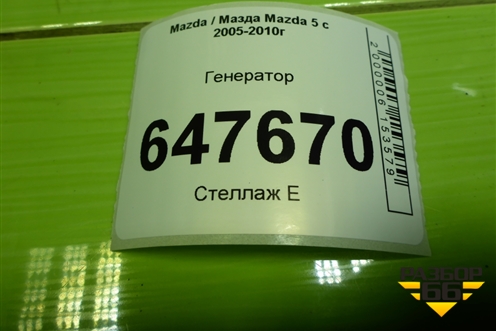 Mazda / Мазда Mazda 5 с
2005-2010г
Генератор
647670
Стеллаж Е
2000006153579
РАЗБОР
66